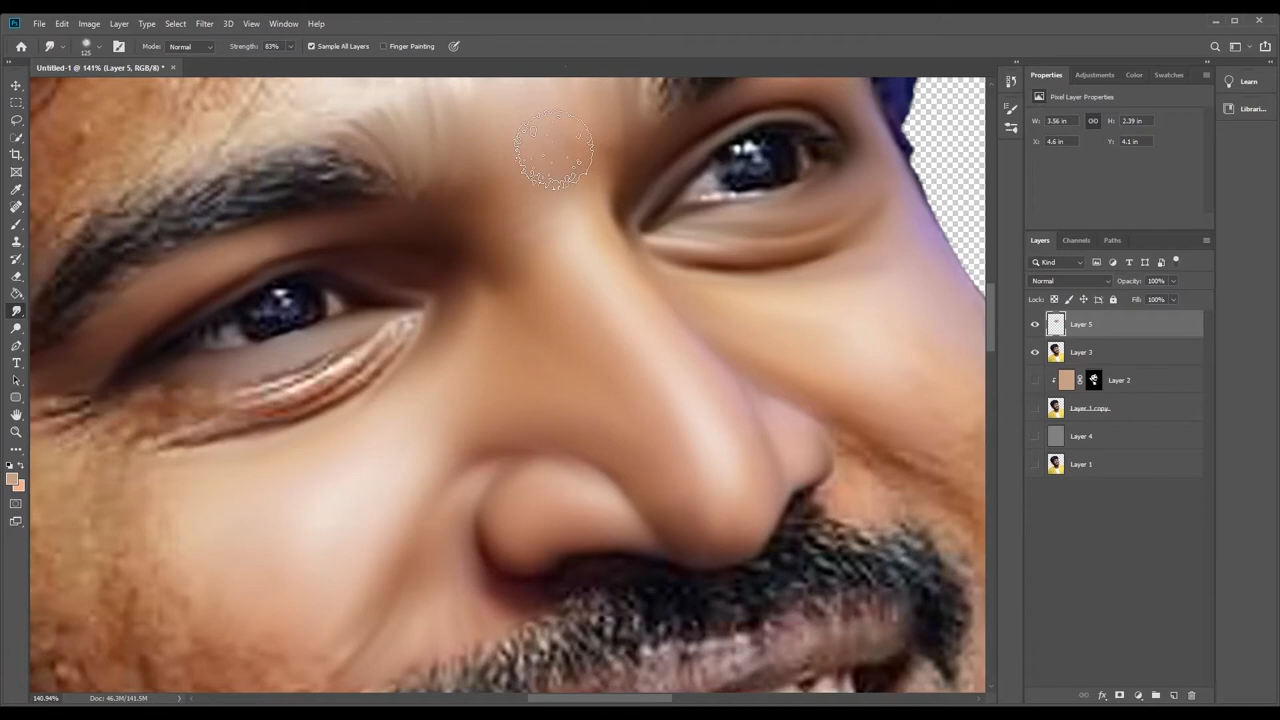 Ps File Edit Image Layer Type Select Filter 3D View Window Help
125 Mode: Normal Strength: 83% Sample All Layers Finger Painting
Untitled-1 @ 141% (Layer 5, RGB/8) * ×
Properties Adjustments Color Swatches
Learn
Pixel Layer Properties
Librari...
W: 3.56 in H: 2.39 in
X: 4.6 in Y: 4.1 in
Layers Channels Paths
Kind
Normal Opacity: 100%
Lock: Fill: 100%
Layer 5
Layer 3
Layer 2
Layer 1 copy
Layer 4
Layer 1
140.94% Doc: 46.3M/141.5M
fx